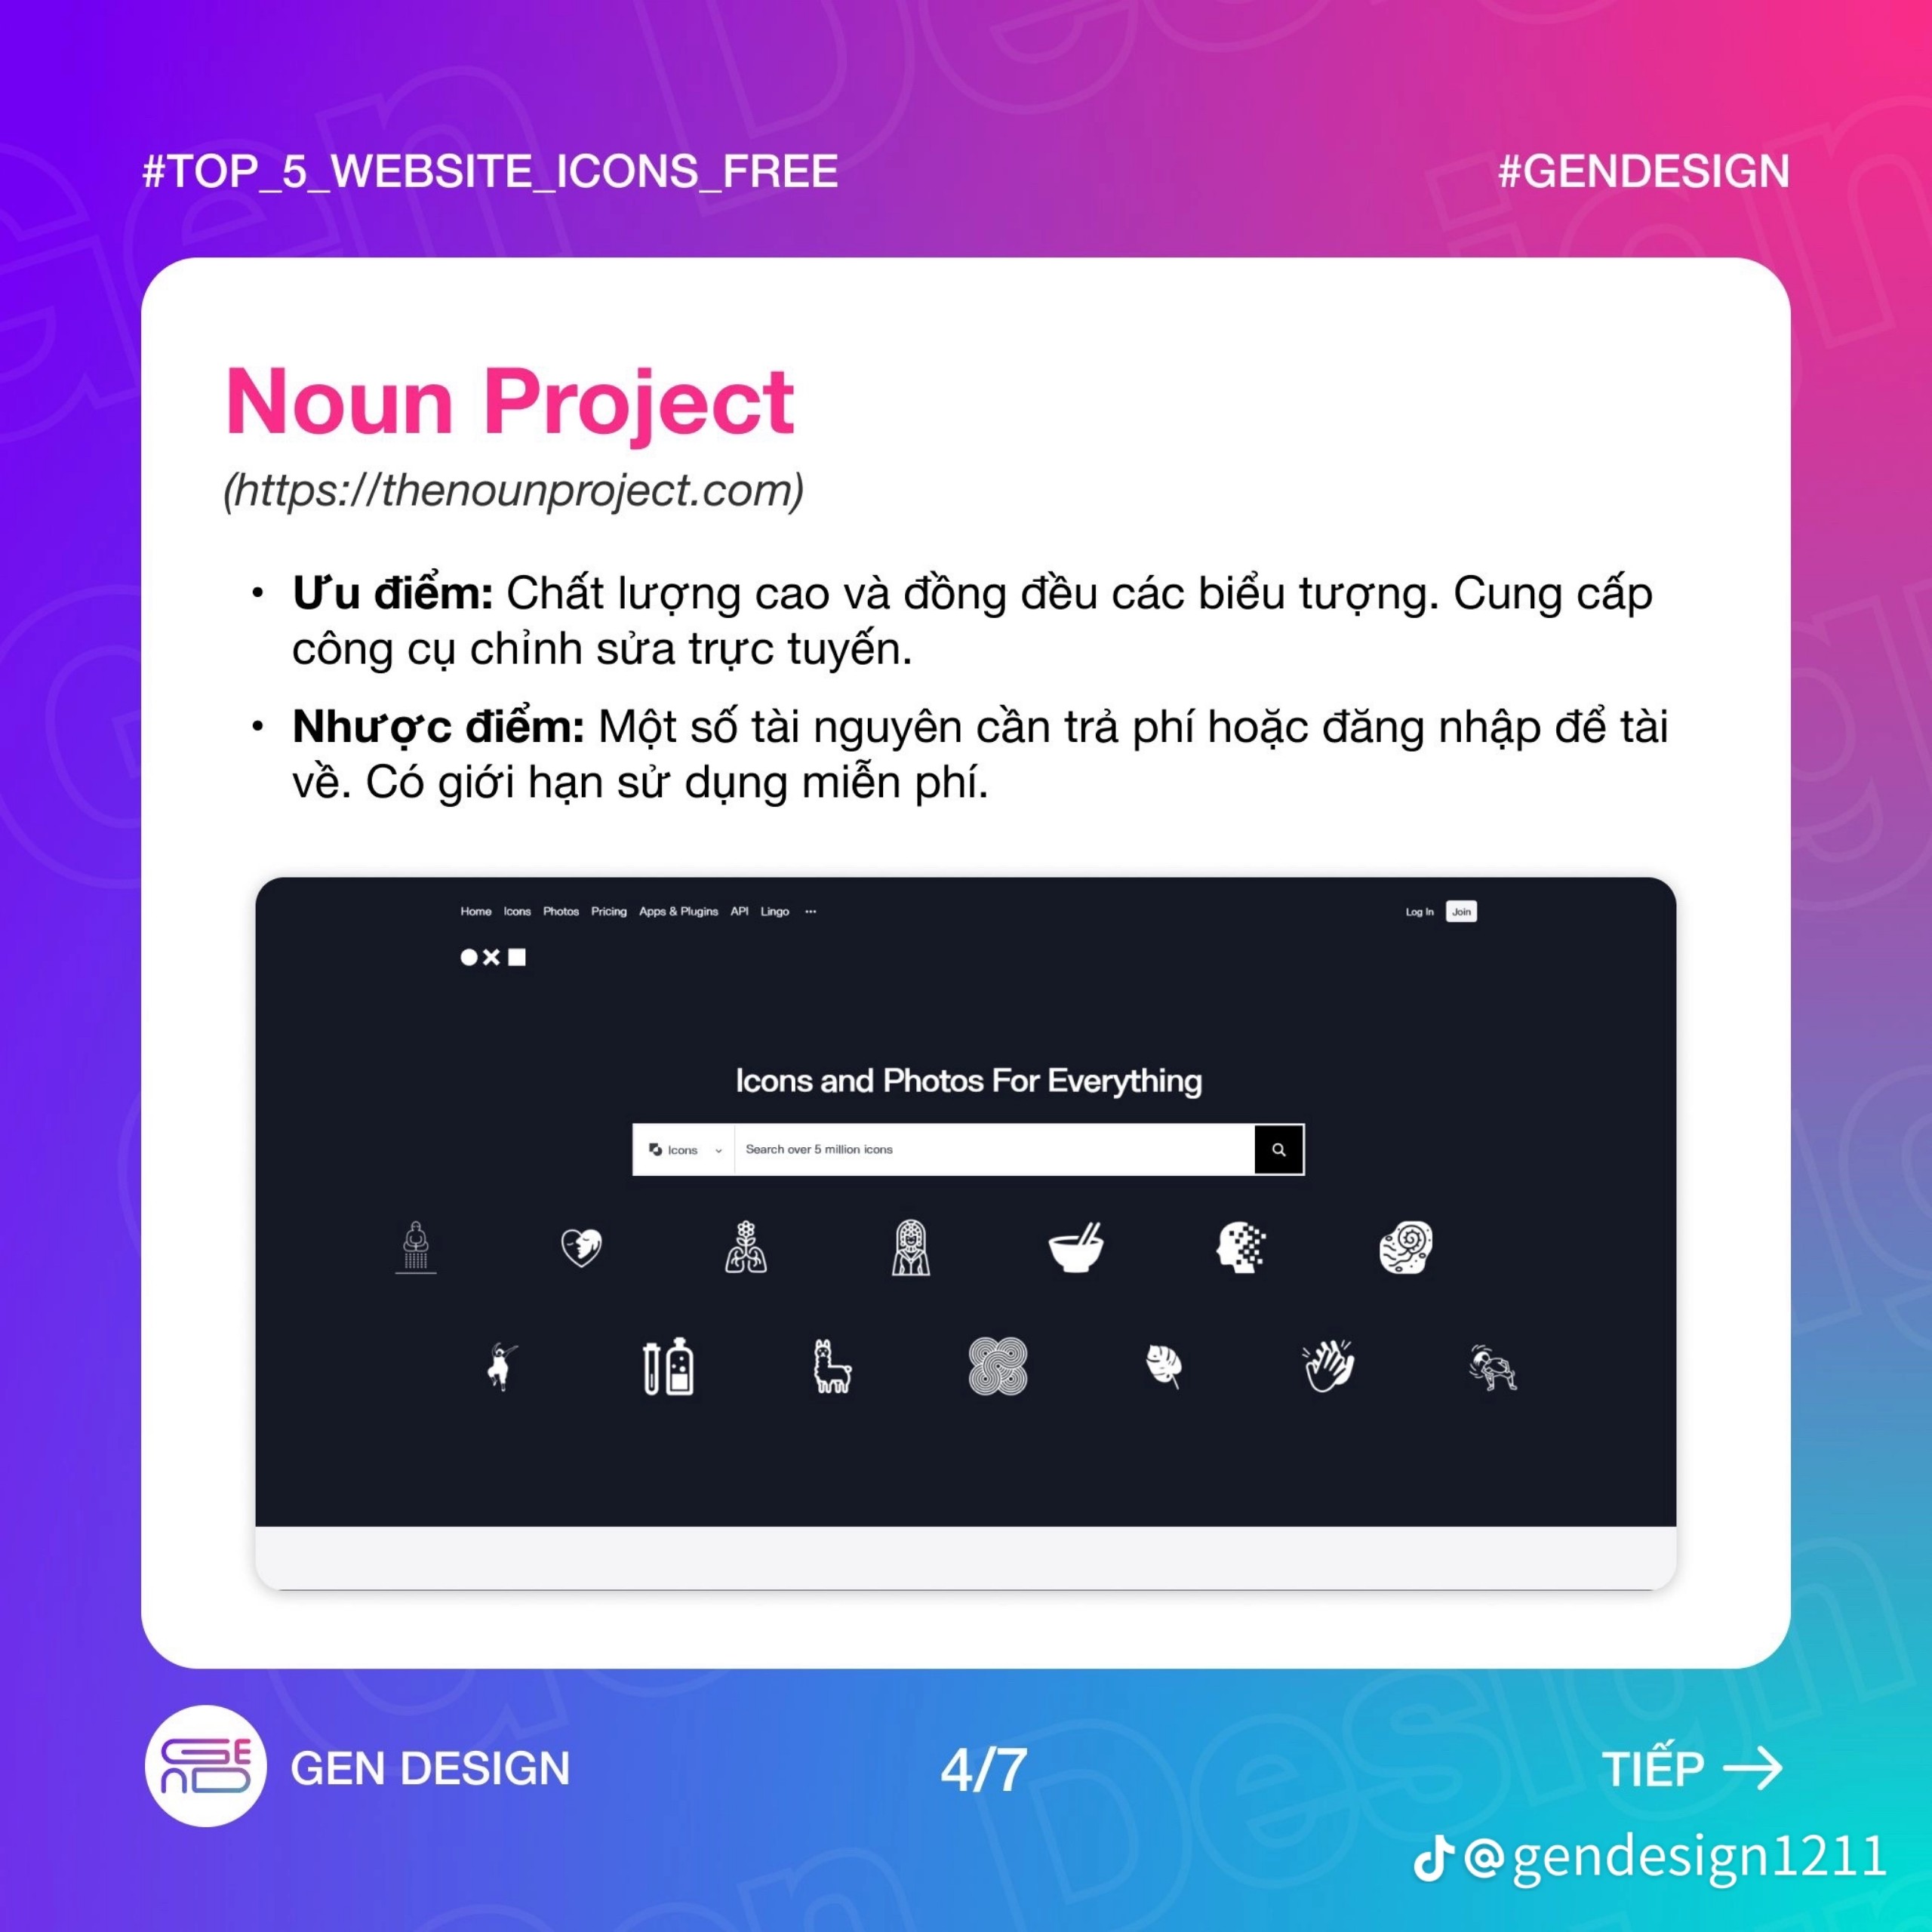 #TOP_5_WEBSITE_ICONS_FREE
#GENDESIGN
Noun Project
(https://thenounproject.com)
• Ưu điểm: Chất lượng cao và đồng đều các biểu tượng. Cung cấp
công cụ chỉnh sửa trực tuyến.
• Nhược điểm: Một số tài nguyên cần trả phí hoặc đăng nhập để tài
về. Có giới hạn sử dụng miễn phí.
Home Icons Photos Pricing Apps & Plugins API Lingo ···
Log In Join
Icons and Photos For Everything
Icons Search over 5 million icons
GEN DESIGN
4/7
TIẾP →
@gendesign1211